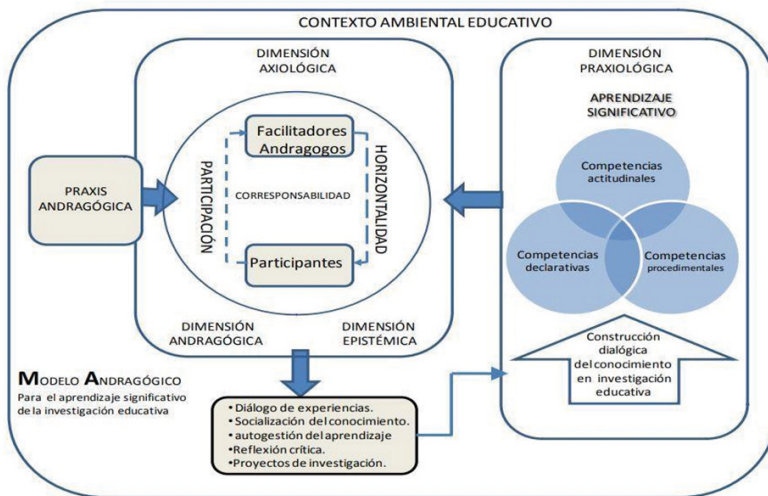 CONTEXTO AMBIENTAL EDUCATIVO
DIMENSIÓN
AXIOLÓGICA
Facilitadores
Andragogos
PARTICIPACIÓN
CORRESPONSABILIDAD
HORIZONTALIDAD
Participantes
PRAXIS
ANDRAGÓGICA
DIMENSIÓN
ANDRAGÓGICA
DIMENSIÓN
EPISTÉMICA
DIMENSIÓN
PRAXIOLÓGICA
APRENDIZAJE
SIGNIFICATIVO
Competencias
actitudinales
Competencias
declarativas
Competencias
procedimentales
Construcción
dialógica
del conocimiento
en investigación
educativa
MODELO ANDRAGÓGICO
Para el aprendizaje significativo
de la investigación educativa
•Diálogo de experiencias.
•Socialización del conocimiento.
•autogestión del aprendizaje
•Reflexión crítica.
•Proyectos de investigación.